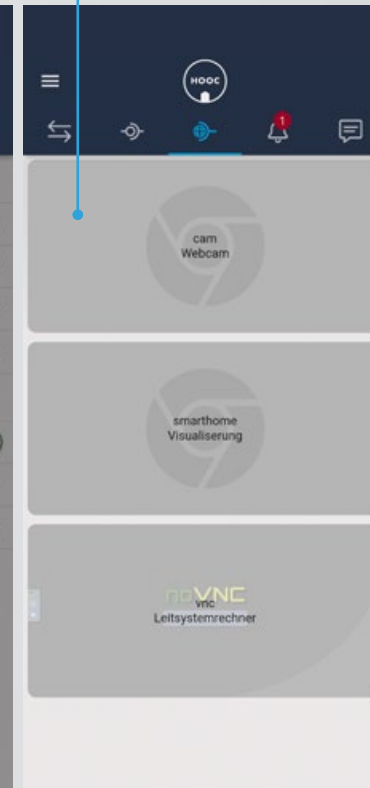 HOOC
1
cam
Webcam
smarthome
Visualiserung
noVNC
vnc
Leitsystemrechner